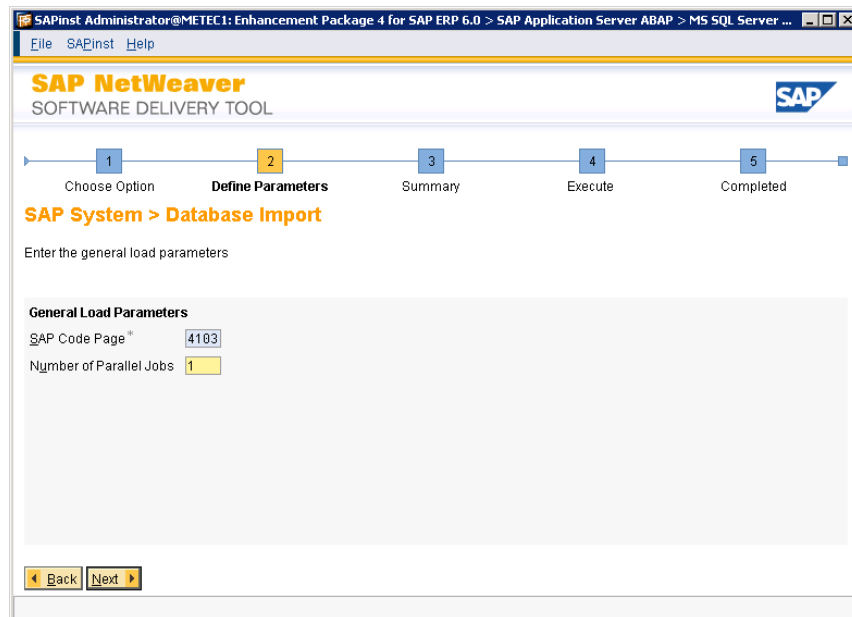 SAPinst Administrator@METEC1: Enhancement Package 4 for SAP ERP 6.0 > SAP Application Server ABAP > MS SQL Server ...
File SAPinst Help
SAP NetWeaver
SOFTWARE DELIVERY TOOL
SAP
1 2 3 4 5
Choose Option Define Parameters Summary Execute Completed
SAP System > Database Import
Enter the general load parameters
General Load Parameters
SAP Code Page* 4103
Number of Parallel Jobs 1
Back Next